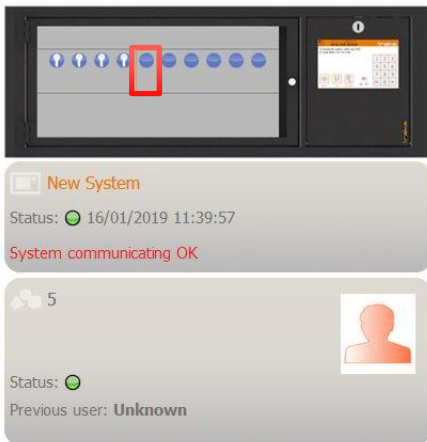 New System
Status: 16/01/2019 11:39:57
System communicating OK
5
Status:
Previous user: Unknown